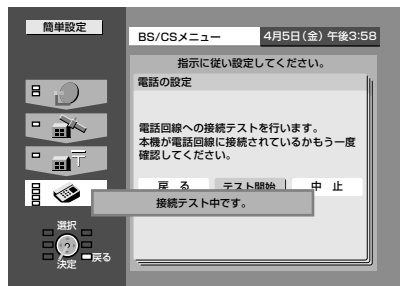 簡単設定
BS/CSメニュー
4月5日(金) 午後3:58
指示に従い設定してください。
電話の設定
電話回線への接続テストを行います。
本機が電話回線に接続されているかもう一度
確認してください。
戻 る テスト開始 中 止
接続テスト中です。
選択
戻る
決定